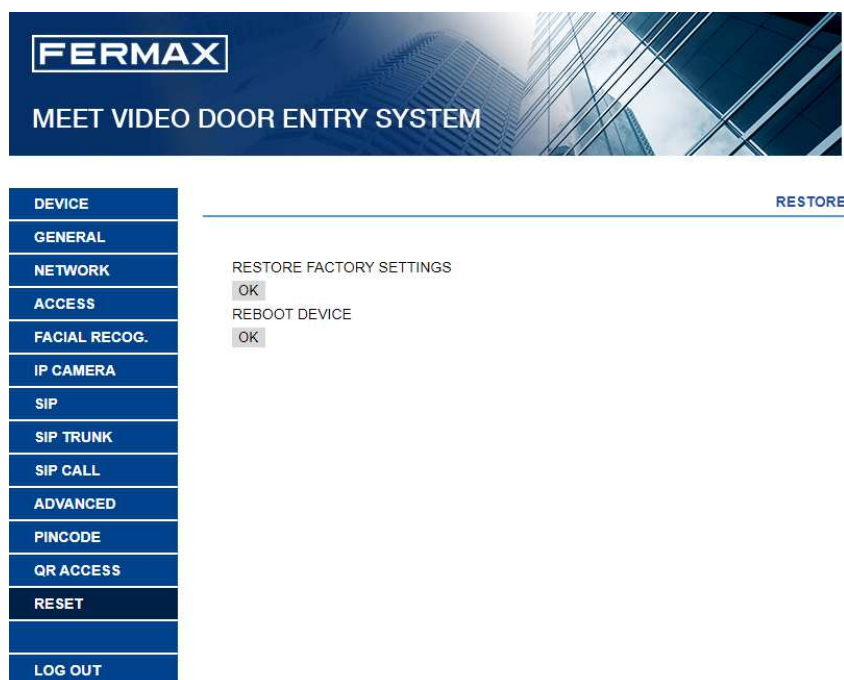 FERMAX
MEET VIDEO DOOR ENTRY SYSTEM
DEVICE
GENERAL
NETWORK
ACCESS
FACIAL RECOG.
IP CAMERA
SIP
SIP TRUNK
SIP CALL
ADVANCED
PINCODE
QR ACCESS
RESET
LOG OUT
RESTORE
RESTORE FACTORY SETTINGS
OK
REBOOT DEVICE
OK